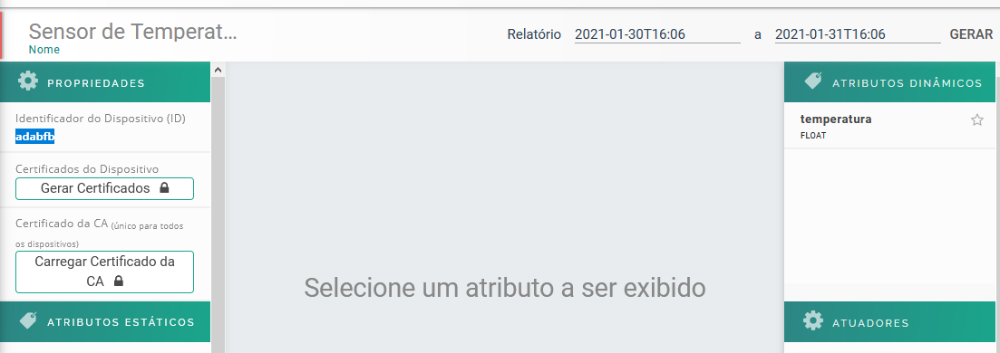 Sensor de Temperat...
Nome
Relatório 2021-01-30T16:06 a 2021-01-31T16:06 GERAR
PROPRIEDADES
Identificador do Dispositivo (ID)
adabfb
Certificados do Dispositivo
Gerar Certificados
Certificado da CA (único para todos
os dispositivos)
Carregar Certificado da
CA
ATRIBUTOS ESTÁTICOS
Selecione um atributo a ser exibido
ATRIBUTOS DINÂMICOS
temperatura
FLOAT
ATUADORES